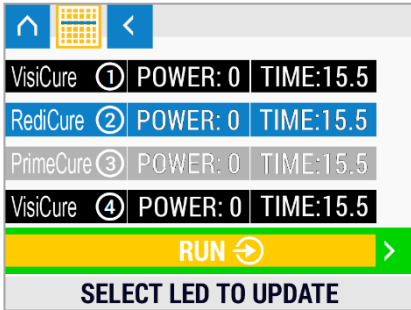 VisiCure 1 POWER: 0 TIME:15.5
RediCure 2 POWER: 0 TIME:15.5
PrimeCure 3 POWER: 0 TIME:15.5
VisiCure 4 POWER: 0 TIME:15.5
RUN
SELECT LED TO UPDATE